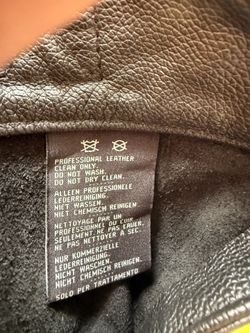 PROFESSIONAL LEATHER
CLEAN ONLY.
DO NOT WASH.
DO NOT DRY CLEAN.
ALLEEN PROFESSIONELE
LEDERREINIGING.
NIET WASSEN.
NIET CHEMISCH REINIGEN.
NETTOYAGE PAR UN
PROFESSIONNEL DU CUIR
SEULEMENT. NE PAS LAVER.
NE PAS NETTOYER A SEC.
NUR KOMMERZIELLE
LEDERREINIGUNG.
NICHT WASCHEN.
NICHT CHEMISCH REINIGEN.
SOLO PER TRATTAMENTO